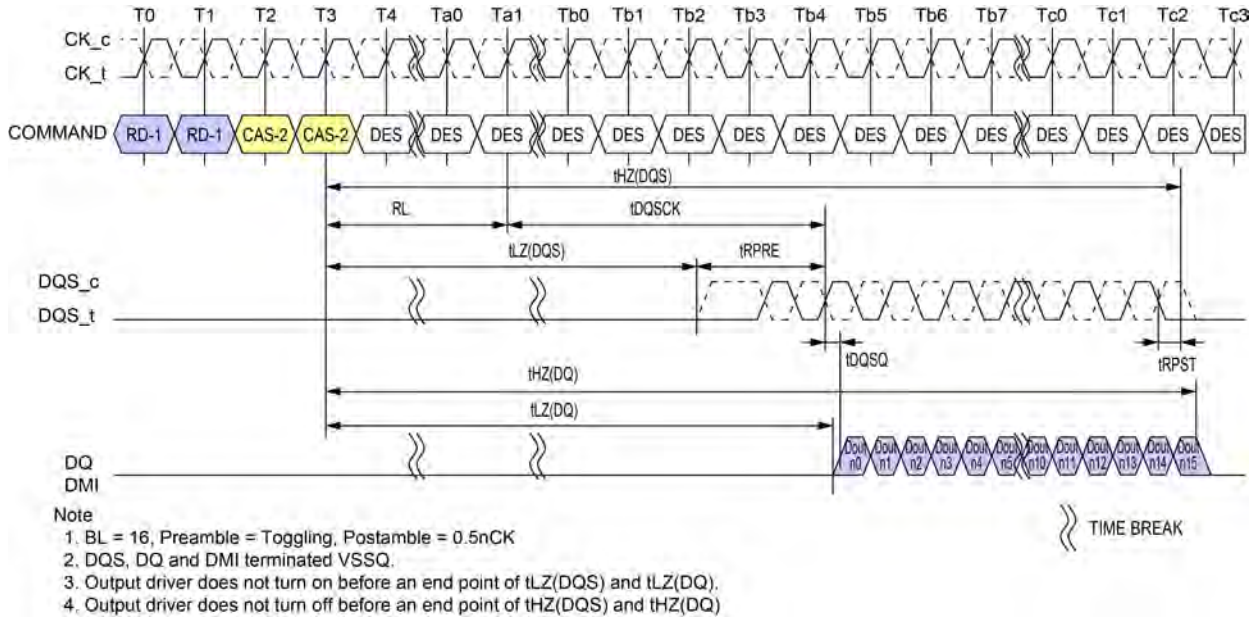 T0 T1 T2 T3 T4 Ta0 Ta1 Tb0 Tb1 Tb2 Tb3 Tb4 Tb5 Tb6 Tb7 Tc0 Tc1 Tc2 Tc3
CK_c
CK_t
COMMAND RD-1 RD-1 CAS-2 CAS-2 DES DES DES DES DES DES DES DES DES DES DES DES DES DES DES
tHZ(DQS)
RL tDQSCK
tLZ(DQS) tRPRE
DQS_c
DQS_t
tDQSQ tRPST
tHZ(DQ)
tLZ(DQ)
DQ Dout Dout Dout Dout Dout Dout Dout Dout Dout Dout Dout Dout
n0 n1 n2 n3 n4 n5 n10 n11 n12 n13 n14 n15
DMI
Note
1. BL = 16, Preamble = Toggling, Postamble = 0.5nCK
2. DQS, DQ and DMI terminated VSSQ.
3. Output driver does not turn on before an end point of tLZ(DQS) and tLZ(DQ).
4. Output driver does not turn off before an end point of tHZ(DQS) and tHZ(DQ)
TIME BREAK